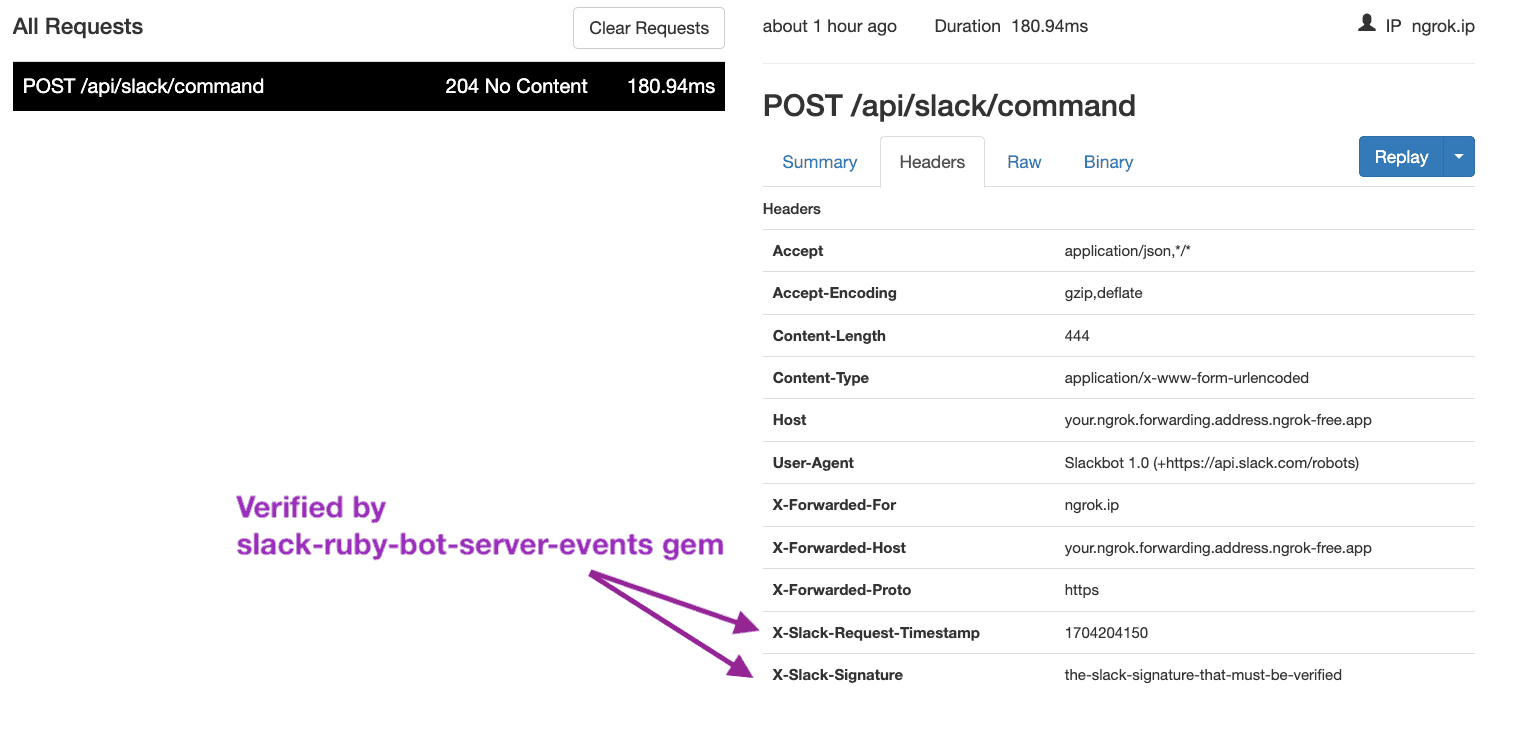 All Requests
Clear Requests
POST /api/slack/command 204 No Content 180.94ms
Verified by
slack-ruby-bot-server-events gem
about 1 hour ago Duration 180.94ms IP ngrok.ip
POST /api/slack/command
Summary Headers Raw Binary Replay
Headers
Accept application/json,*/*
Accept-Encoding gzip,deflate
Content-Length 444
Content-Type application/x-www-form-urlencoded
Host your.ngrok.forwarding.address.ngrok-free.app
User-Agent Slackbot 1.0 (+https://api.slack.com/robots)
X-Forwarded-For ngrok.ip
X-Forwarded-Host your.ngrok.forwarding.address.ngrok-free.app
X-Forwarded-Proto https
X-Slack-Request-Timestamp 1704204150
X-Slack-Signature the-slack-signature-that-must-be-verified